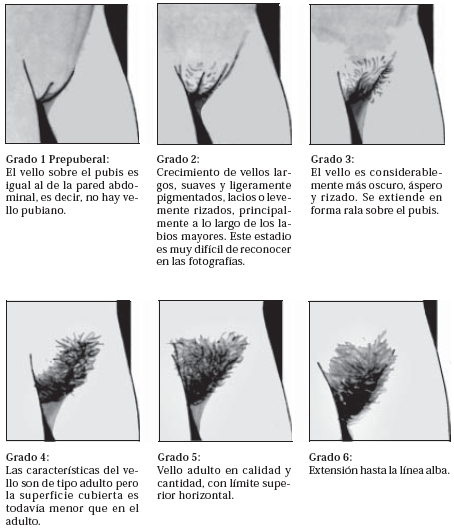 Grado 1 Prepuberal:
El vello sobre el pubis es
igual al de la pared abdo-
minal, es decir, no hay ve-
llo pubiano.
Grado 2:
Crecimiento de vellos lar-
gos, suaves y ligeramente
pigmentados, lacios o leve-
mente rizados, principal-
mente a lo largo de los la-
bios mayores. Este estadio
es muy difícil de reconocer
en las fotografías.
Grado 3:
El vello es considerable-
mente más oscuro, áspero
y rizado. Se extiende en
forma rala sobre el pubis.
Grado 4:
Las características del ve-
llo son de tipo adulto pero
la superficie cubierta es
todavía menor que en el
adulto.
Grado 5:
Vello adulto en calidad y
cantidad, con límite supe-
rior horizontal.
Grado 6:
Extensión hasta la línea alba.